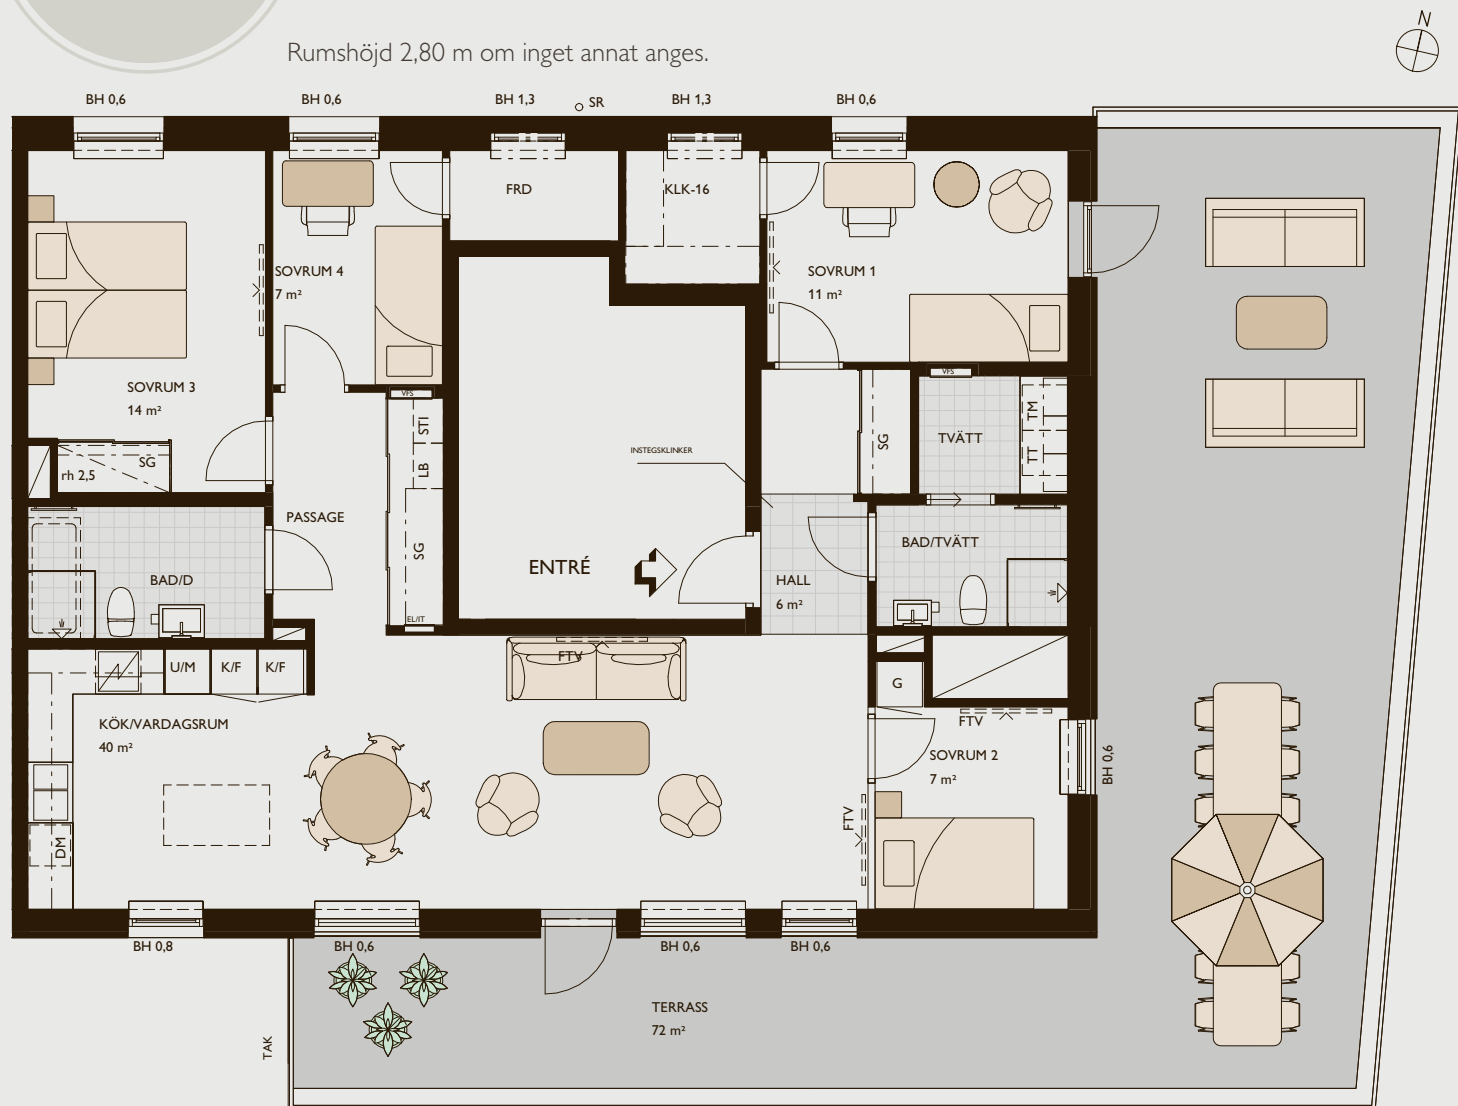 N
Rumshöjd 2,80 m om inget annat anges.
BH 0,6
BH 0,6
BH 1,3
SR
BH 1,3
BH 0,6
FRD
KLK-16
SOVRUM 4
7 m²
SOVRUM 1
11 m²
SOVRUM 3
14 m²
SG
rh 2,5
VFS
STI
LB
SG
EL/IT
PASSAGE
INSTEGSKLINKER
ENTRÉ
SG
VFS
TVÄTT
TM
TT
BAD/TVÄTT
HALL
6 m²
BAD/D
U/M
K/F
K/F
FTV
G
KÖK/VARDAGSRUM
40 m²
FTV
SOVRUM 2
7 m²
BH 0,6
FTV
DM
BH 0,8
BH 0,6
BH 0,6
BH 0,6
TERRASS
72 m²
TAK